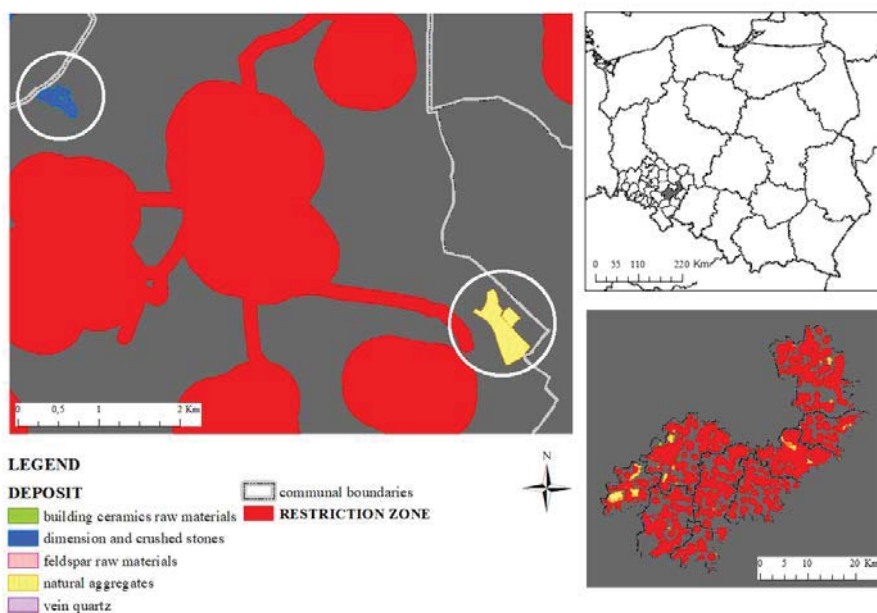 0 0,5 1 2 Km
0 55 110 220 Km
0 5 10 20 Km
N
LEGEND
DEPOSIT
building ceramics raw materials
dimension and crushed stones
feldspar raw materials
natural aggregates
vein quartz
communal boundaries
RESTRICTION ZONE